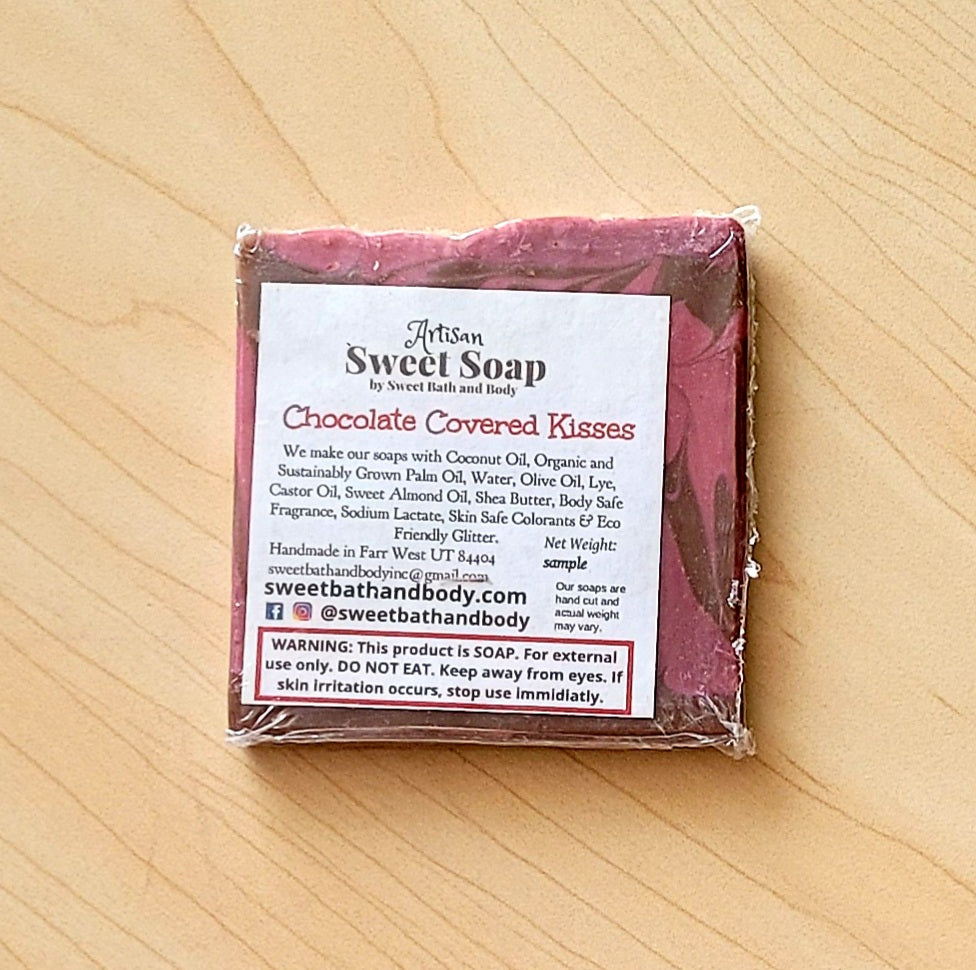 Artisan
Sweet Soap
by Sweet Bath and Body
Chocolate Covered Kisses
We make our soaps with Coconut Oil, Organic and
Sustainably Grown Palm Oil, Water, Olive Oil, Lye,
Castor Oil, Sweet Almond Oil, Shea Butter, Body Safe
Fragrance, Sodium Lactate, Skin Safe Colorants & Eco
Friendly Glitter.
Net Weight:
sample
Handmade in Farr West UT 84404
sweetbathandbodyinc@gmail.com
sweetbathandbody.com
@sweetbathandbody
Our soaps are
hand cut and
actual weight
may vary.
WARNING: This product is SOAP. For external
use only. DO NOT EAT. Keep away from eyes. If
skin irritation occurs, stop use immidiatly.